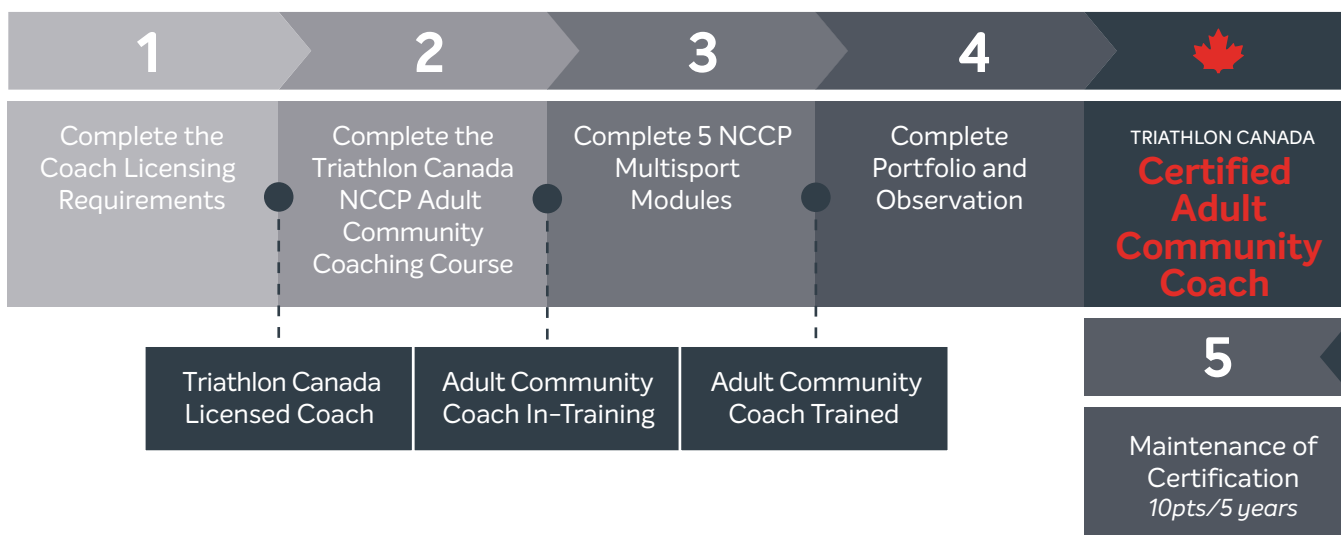 1
2
3
4
Complete the
Coach Licensing
Requirements
Complete the
Triathlon Canada
NCCP Adult
Community
Coaching Course
Complete 5 NCCP
Multisport
Modules
Complete
Portfolio and
Observation
TRIATHLON CANADA
Certified
Adult
Community
Coach
Triathlon Canada
Licensed Coach
Adult Community
Coach In-Training
Adult Community
Coach Trained
5
Maintenance of
Certification
10pts/5 years